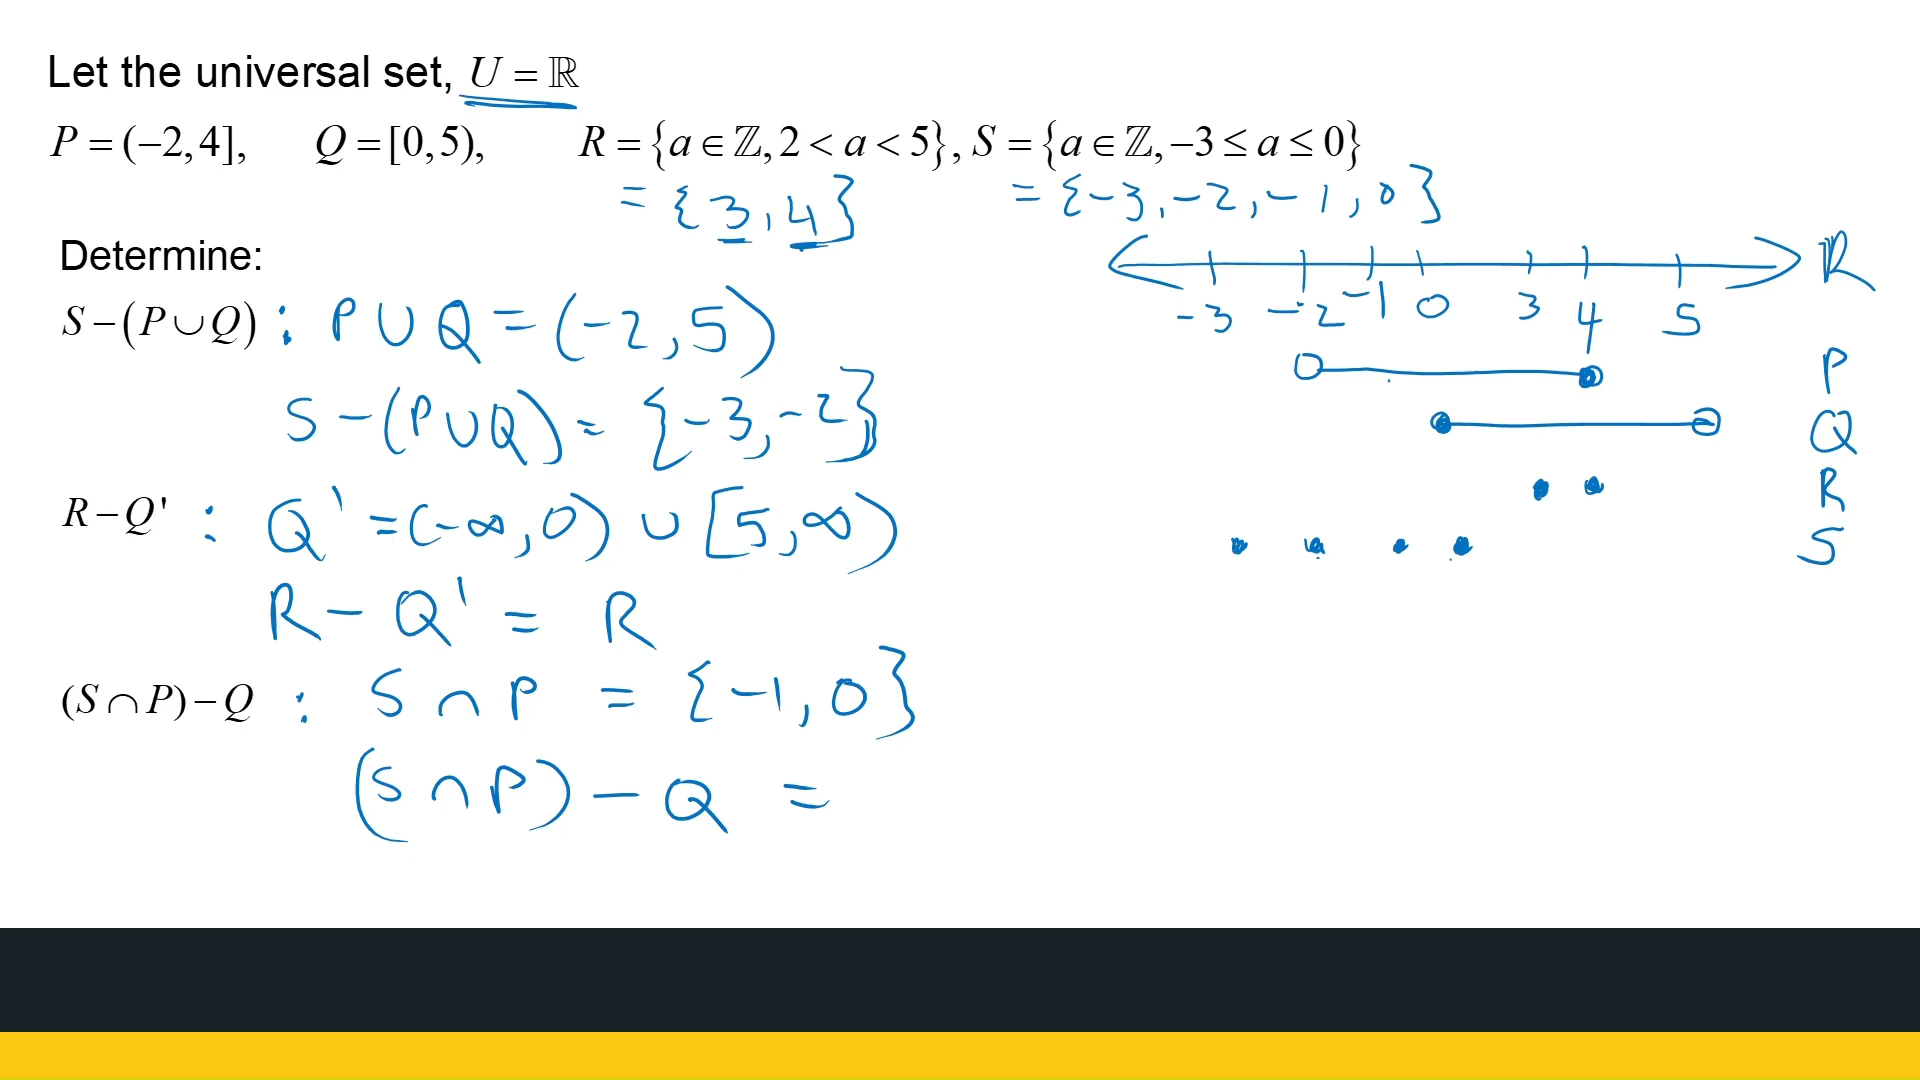 Let the universal set, U = ℝ
P = (−2, 4], Q = [0, 5), R = {a ∈ ℤ, 2 < a < 5}, S = {a ∈ ℤ, −3 ≤ a ≤ 0}
= {3, 4} = {-3, -2, -1, 0}
Determine:
S − (P ∪ Q) : P ∪ Q = (-2, 5)
S - (P ∪ Q) = {-3, -2}
R − Q' : Q' = (-∞, 0) ∪ [5, ∞)
R - Q' = R
(S ∩ P) − Q : S ∩ P = {-1, 0}
(S ∩ P) - Q =
ℝ
-3 -2 -1 0 3 4 5
P
Q
R
S